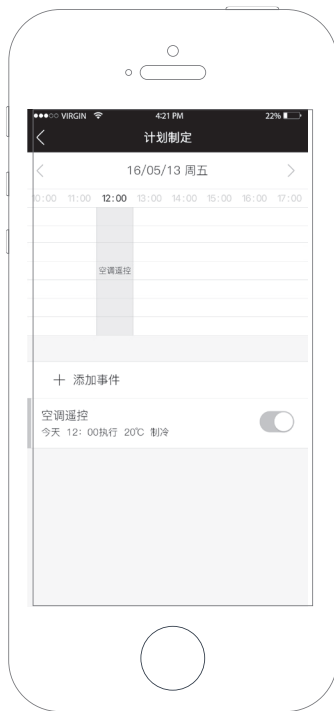 VIRGIN 4:21 PM 22%
计划制定
16/05/13 周五
10:00 11:00 12:00 13:00 14:00 15:00 16:00 17:00
空调遥控
+ 添加事件
空调遥控
今天 12：00执行 20℃ 制冷